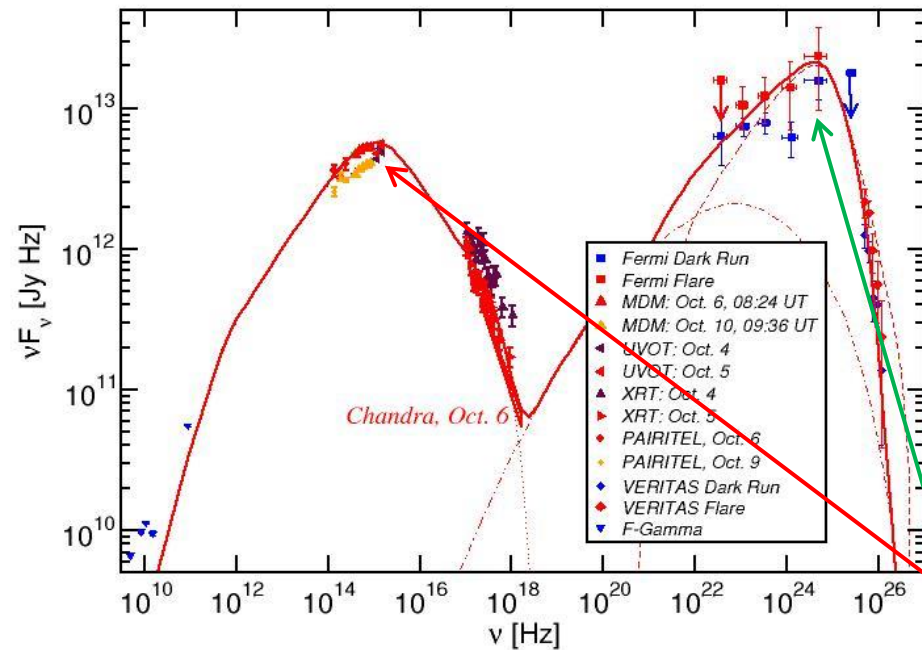 10^13
10^12
10^11
10^10
νF_ν [Jy Hz]
Chandra, Oct. 6
Fermi Dark Run
Fermi Flare
MDM: Oct. 6, 08:24 UT
MDM: Oct. 10, 09:36 UT
UVOT: Oct. 4
UVOT: Oct. 5
XRT: Oct. 4
XRT: Oct. 5
PAIRITEL, Oct. 6
PAIRITEL, Oct. 9
VERITAS Dark Run
VERITAS Flare
F-Gamma
10^10 10^12 10^14 10^16 10^18 10^20 10^22 10^24 10^26
ν [Hz]